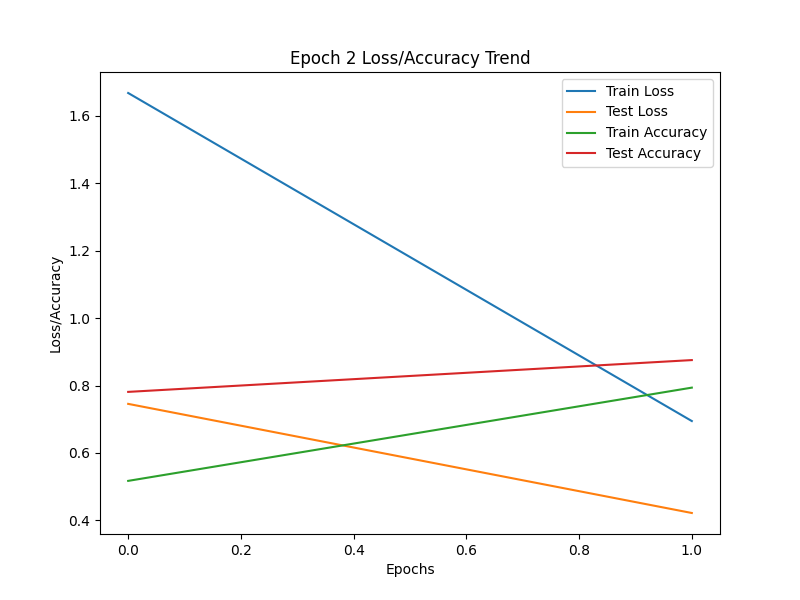 Epoch 2 Loss/Accuracy Trend
Train Loss
Test Loss
Train Accuracy
Test Accuracy
1.6
1.4
1.2
1.0
0.8
0.6
0.4
Loss/Accuracy
0.0 0.2 0.4 0.6 0.8 1.0
Epochs